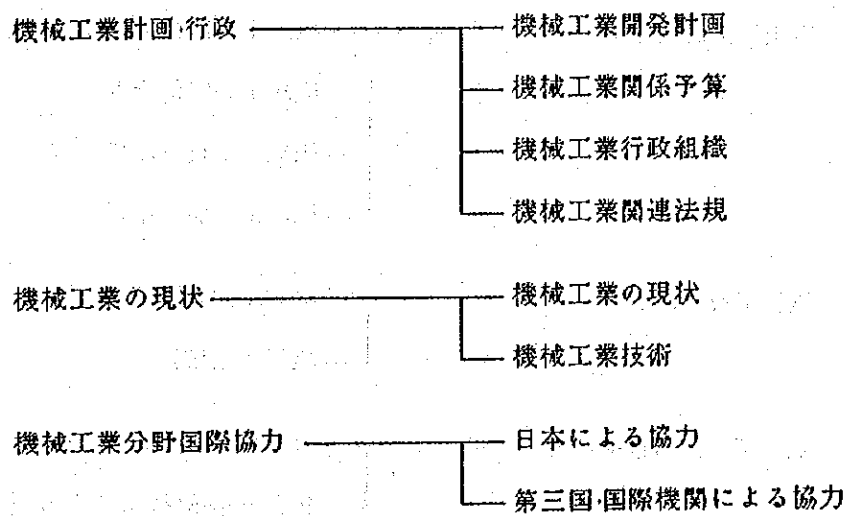 機械工業計画・行政
機械工業開発計画
機械工業関係予算
機械工業行政組織
機械工業関連法規
機械工業の現状
機械工業の現状
機械工業技術
機械工業分野国際協力
日本による協力
第三国・国際機関による協力